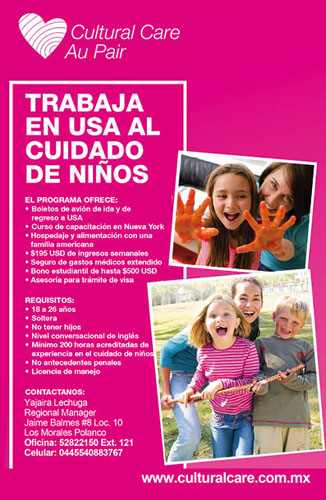 Cultural Care
Au Pair
TRABAJA
EN USA AL
CUIDADO
DE NIÑOS
EL PROGRAMA OFRECE:
• Boletos de avión de ida y de
regreso a USA
• Curso de capacitación en Nueva York
• Hospedaje y alimentación con una
familia americana
• $195 USD de ingresos semanales
• Seguro de gastos médicos extendido
• Bono estudiantil de hasta $500 USD
• Asesoría para trámite de visa
REQUISITOS:
• 18 a 26 años
• Soltera
• No tener hijos
• Nivel conversacional de inglés
• Mínimo 200 horas acreditadas de
experiencia en el cuidado de niños
• No antecedentes penales
• Licencia de manejo
CONTACTANOS:
Yajaira Lechuga
Regional Manager
Jaime Balmes #8 Loc. 10
Los Morales Polanco
Oficina: 52822150 Ext. 121
Celular: 0445540883767
www.culturalcare.com.mx